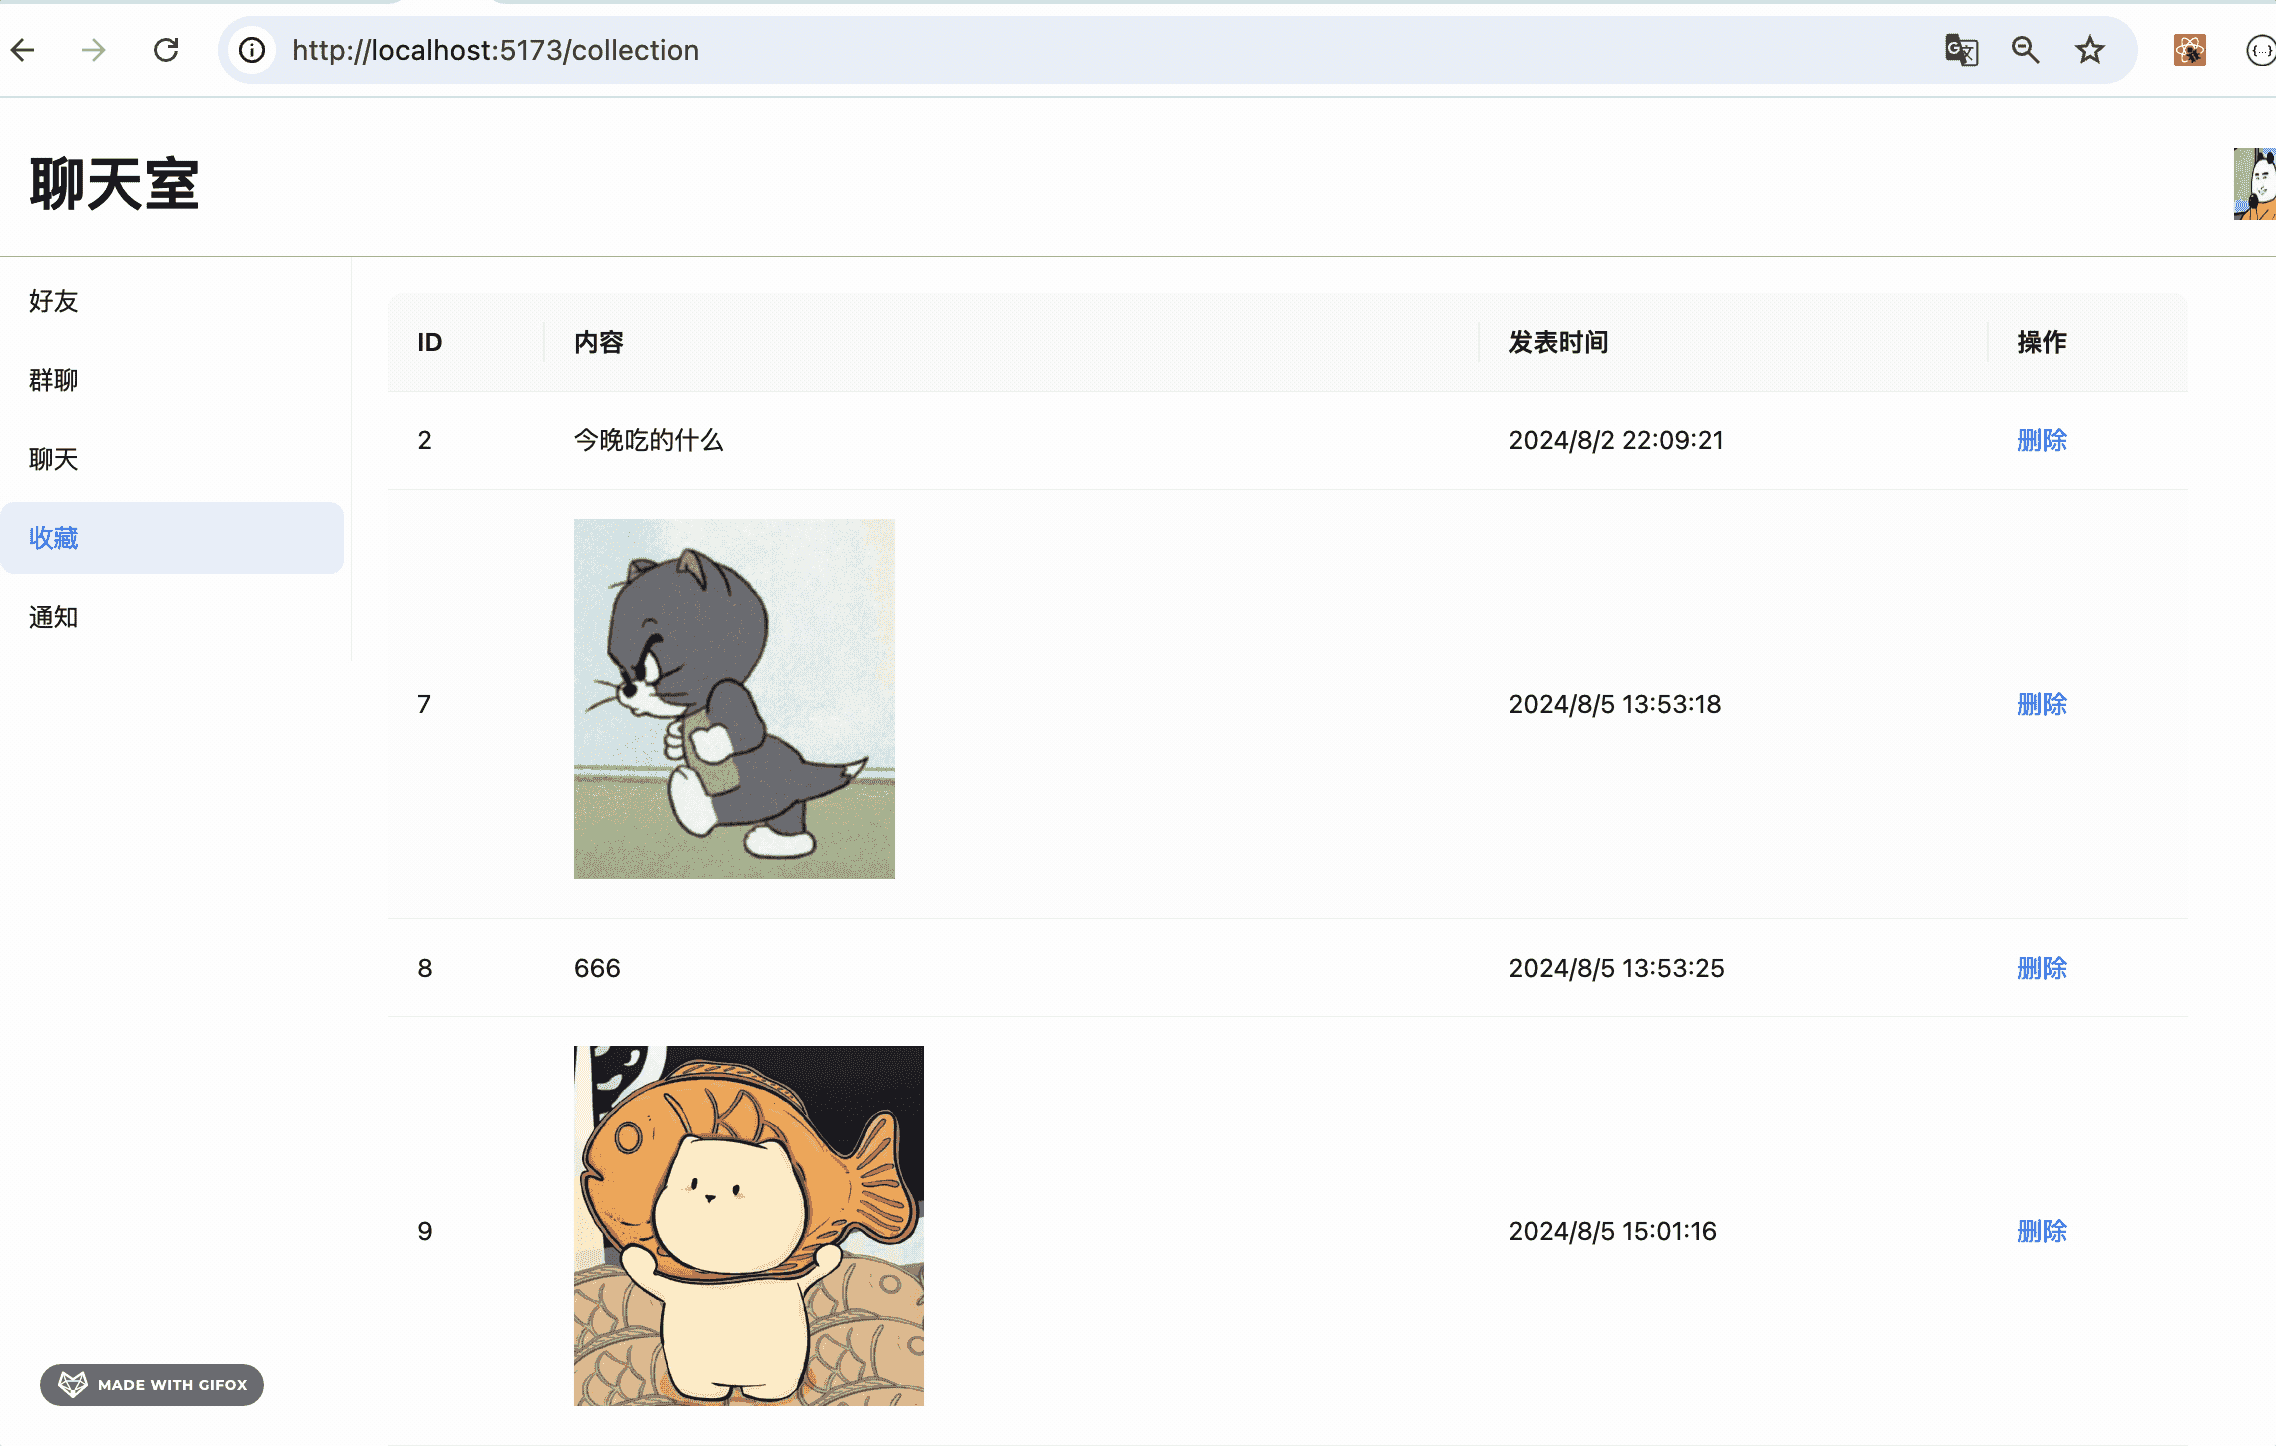 http://localhost:5173/collection
聊天室
好友
群聊
聊天
收藏
通知
ID 内容 发表时间 操作
2 今晚吃的什么 2024/8/2 22:09:21 删除
7 2024/8/5 13:53:18 删除
8 666 2024/8/5 13:53:25 删除
9 2024/8/5 15:01:16 删除
MADE WITH GIFOX